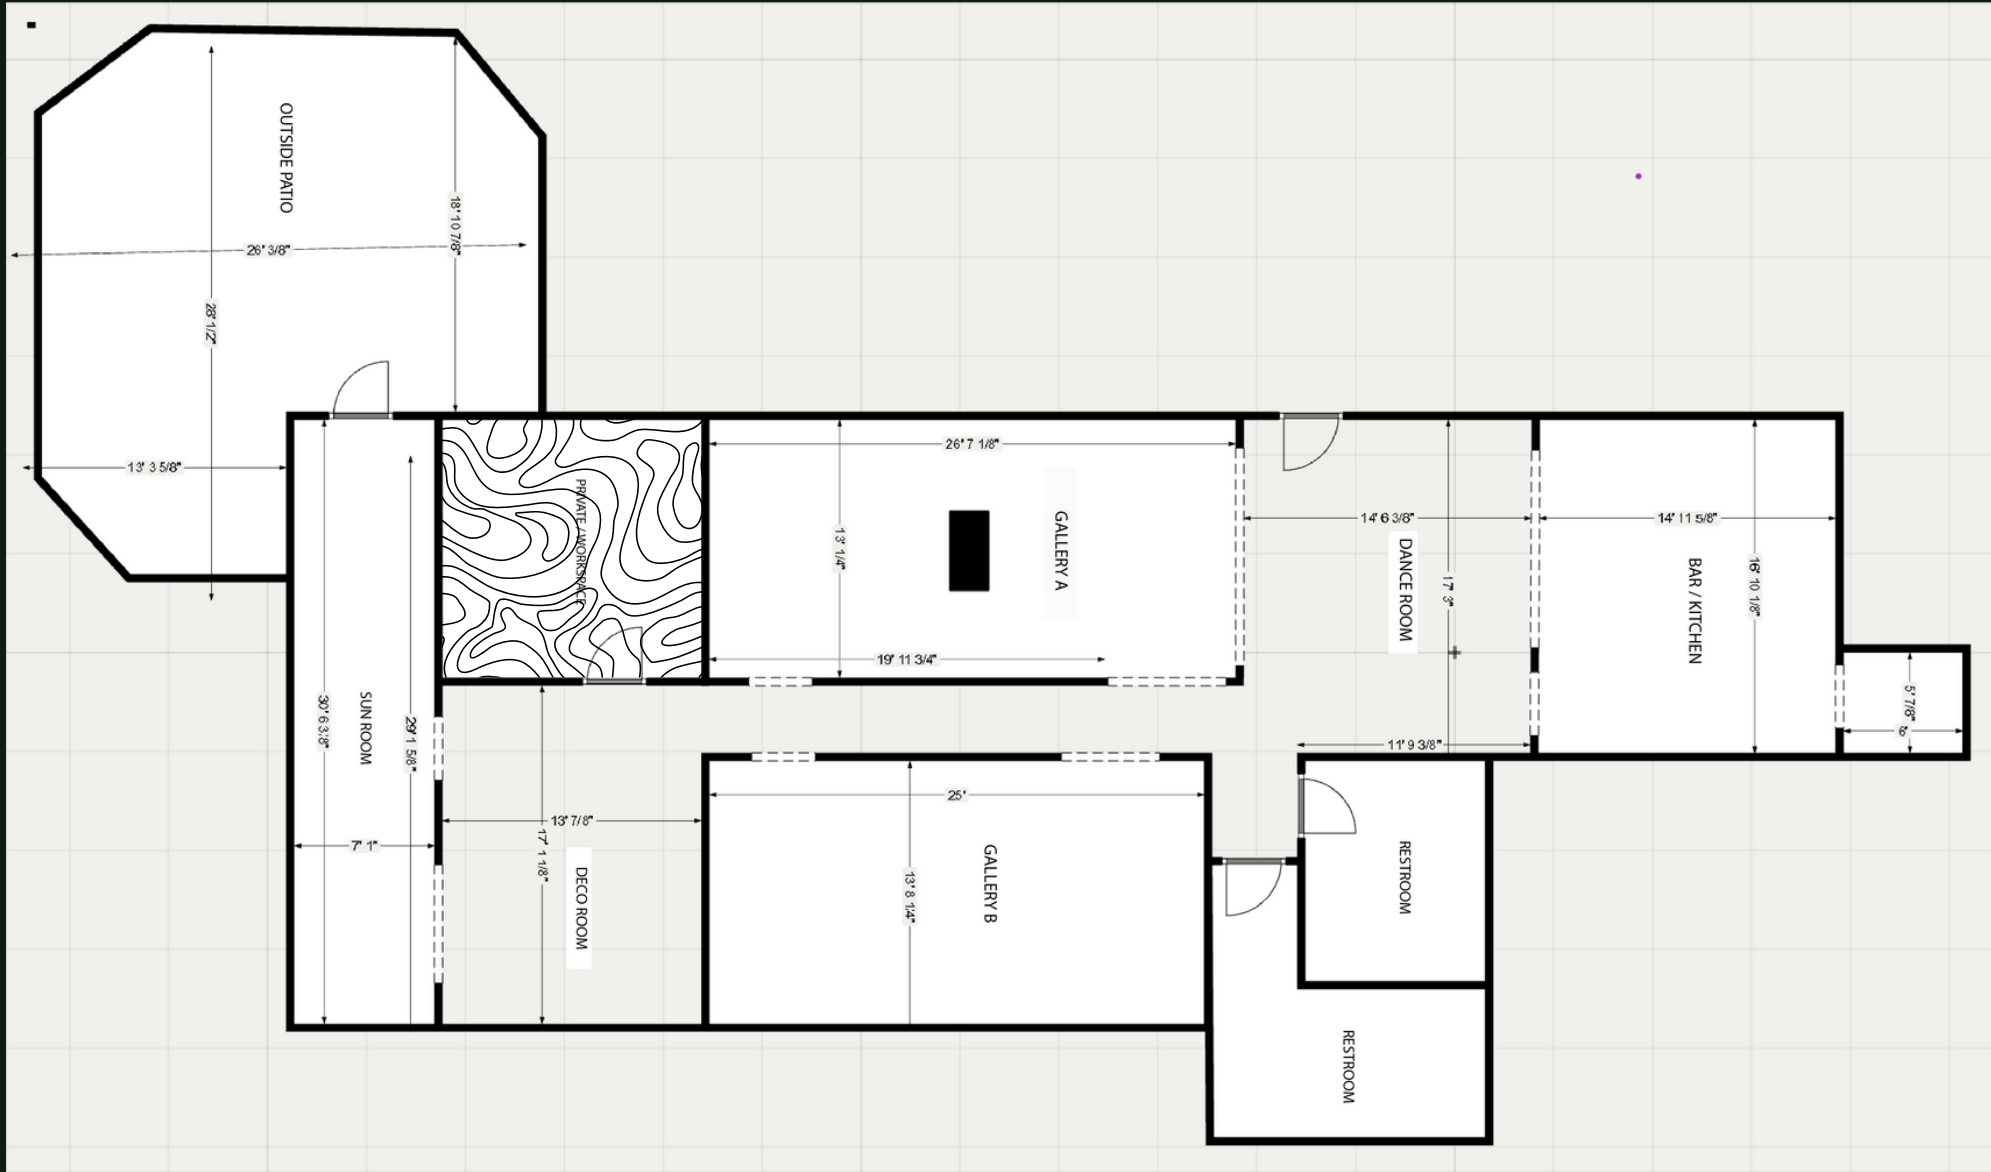 OUTSIDE PATIO
18' 10 7/8"
26' 3/8"
28' 1/2"
13' 3 5/8"
PRIVATE / WORKSPACE
26' 7 1/8"
13' 1/4"
GALLERY A
19' 11 3/4"
14' 6 3/8"
DANCE ROOM
17' 3"
11' 9 3/8"
14' 11 5/8"
BAR / KITCHEN
16' 10 1/8"
5' 7/8"
6'
SUN ROOM
30' 6 3/8"
29' 1 5/8"
7' 1"
13' 7/8"
17' 1 1/8"
DECO ROOM
25'
13' 8 1/4"
GALLERY B
RESTROOM
RESTROOM